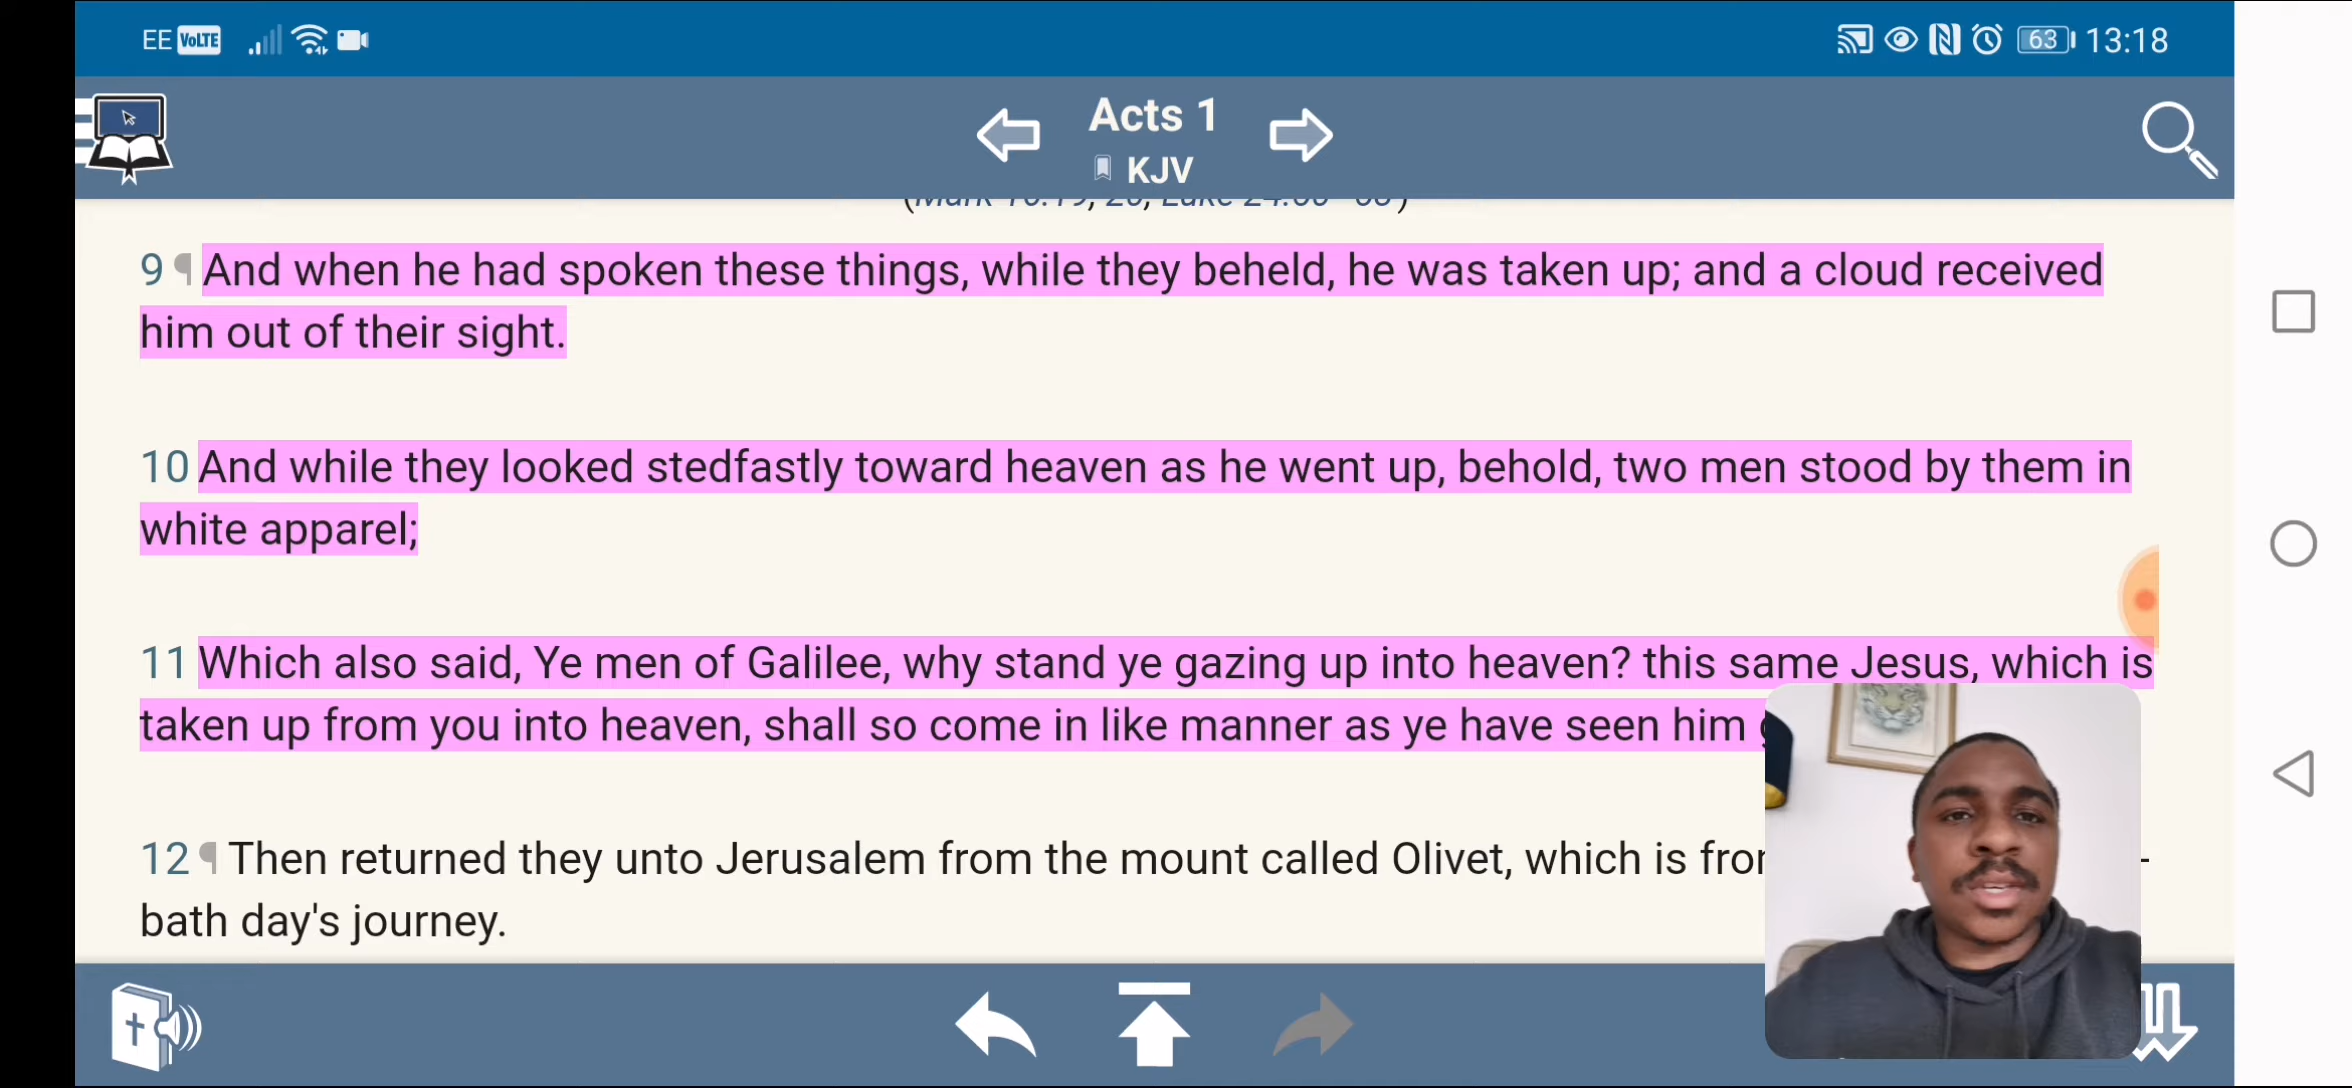 EE VoLTE 63 13:18
Acts 1
KJV
9 ¶ And when he had spoken these things, while they beheld, he was taken up; and a cloud received
him out of their sight.
10 And while they looked stedfastly toward heaven as he went up, behold, two men stood by them in
white apparel;
11 Which also said, Ye men of Galilee, why stand ye gazing up into heaven? this same Jesus, which is
taken up from you into heaven, shall so come in like manner as ye have seen him
12 ¶ Then returned they unto Jerusalem from the mount called Olivet, which is
bath day's journey.